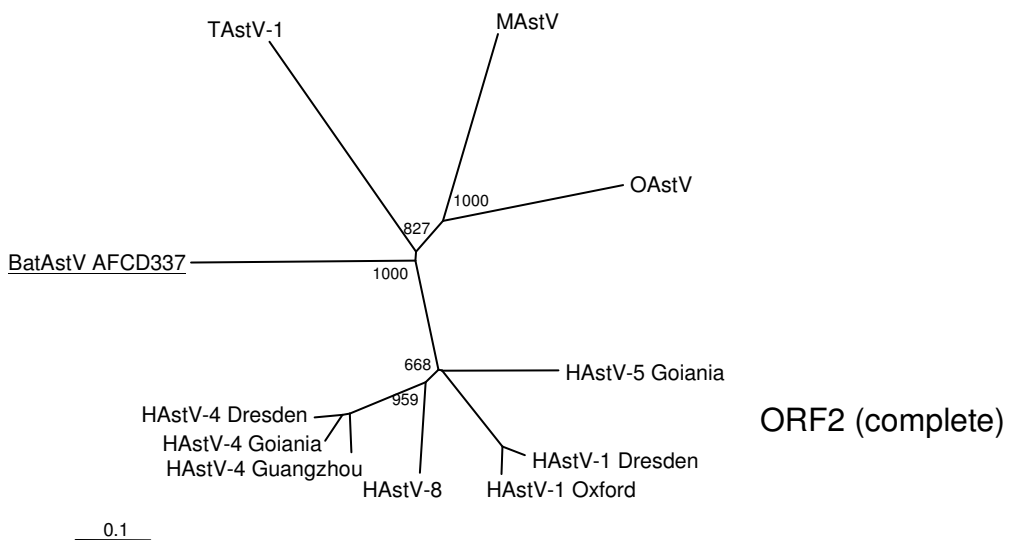 MAstV
TAstV-1
OAstV
1000
827
BatAstV AFCD337
1000
668
HAstV-5 Goiania
959
HAstV-4 Dresden
ORF2 (complete)
HAstV-4 Goiania
HAstV-1 Dresden
HAstV-4 Guangzhou
HAstV-8
HAstV-1 Oxford
0.1